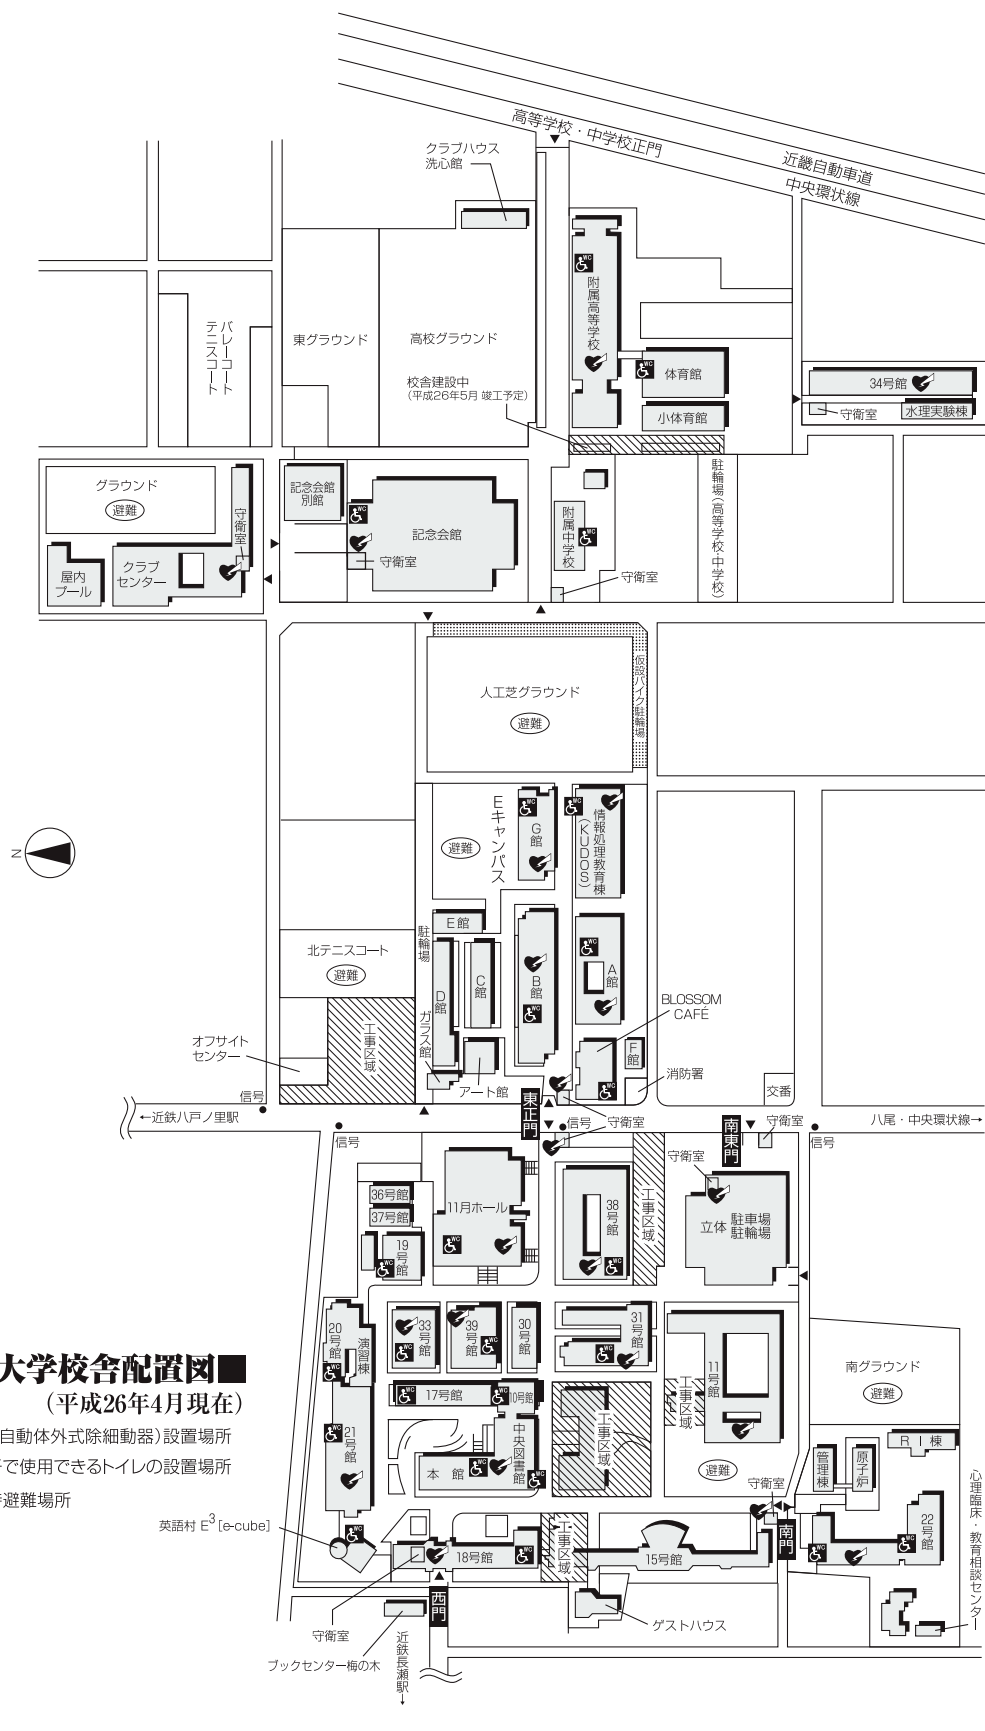 高等学校・中学校正門
近畿自動車道
中央環状線
クラブハウス
洗心館
バレーコート
テニスコート
東グラウンド
高校グラウンド
附属高等学校
WC
体育館
WC
小体育館
校舎建設中
(平成26年5月 竣工予定)
34号館
守衛室
水理実験棟
グラウンド
避難
守衛室
屋内
プール
クラブ
センター
記念会館
別館
WC
記念会館
守衛室
附属中学校
WC
守衛室
駐輪場(高等学校・中学校)
人工芝グラウンド
避難
仮設バイク駐輪場
N
Eキャンパス
避難
WC
G館
WC
情報処理教育棟
(KUDOS)
E館
駐輪場
北テニスコート
避難
D館
C館
B館
WC
WC
A館
ガラス館
工事区域
オフサイト
センター
アート館
BLOSSOM
CAFÉ
F館
WC
消防署
交番
信号
←近鉄八戸ノ里駅
信号
東正門
信号
守衛室
南東門
守衛室
信号
八尾・中央環状線→
36号館
37号館
19号館
WC
11月ホール
WC
38号館
WC
工事区域
守衛室
立体
駐車場
駐輪場
20号館
演習棟
WC
33号館
WC
39号館
WC
30号館
31号館
WC
11号館
工事区域
南グラウンド
避難
大学校舎配置図■
(平成26年4月現在)
自動体外式除細動器)設置場所
で使用できるトイレの設置場所
避難場所
WC
21号館
WC
17号館
WC
10号館
中央図書館
本 館
WC
WC
工事区域
避難
守衛室
RI棟
管理棟
原子炉
英語村 E3 [e-cube]
WC
18号館
WC
工事区域
15号館
南門
WC
22号館
WC
心理臨床・教育相談センター
西門
守衛室
ゲストハウス
ブックセンター梅の木
近鉄長瀬駅
↓